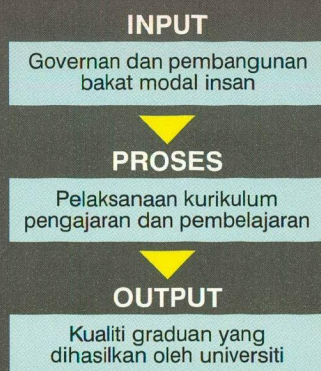 INPUT
Governan dan pembangunan
bakat modal insan
PROSES
Pelaksanaan kurikulum
pengajaran dan pembelajaran
OUTPUT
Kualiti graduan yang
dihasilkan oleh universiti